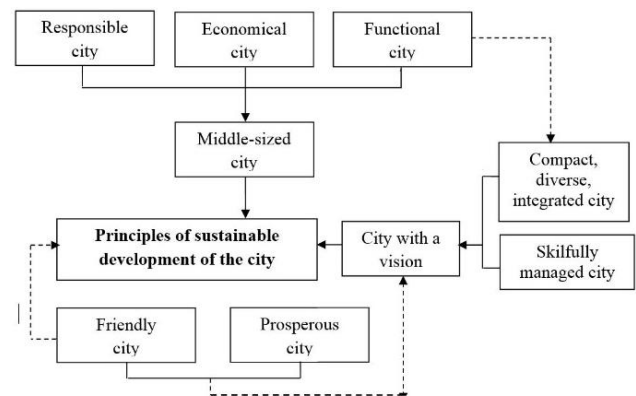 Responsible
city
Economical
city
Functional
city
Middle-sized
city
Compact,
diverse,
integrated city
Principles of sustainable
development of the city
City with a
vision
Skilfully
managed city
Friendly
city
Prosperous
city